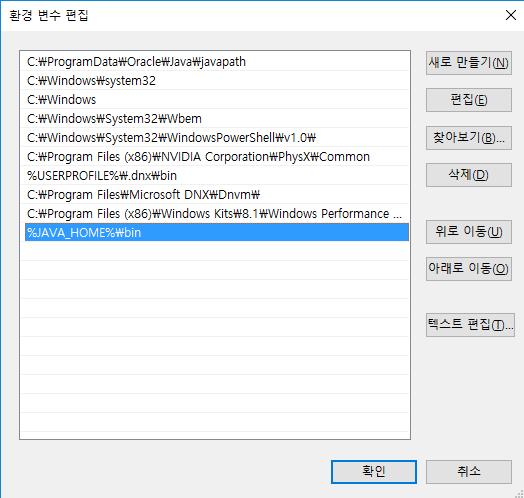 환경 변수 편집
C:₩ProgramData₩Oracle₩Java₩javapath
C:₩Windows₩system32
C:₩Windows
C:₩Windows₩System32₩Wbem
C:₩Windows₩System32₩WindowsPowerShell₩v1.0₩
C:₩Program Files (x86)₩NVIDIA Corporation₩PhysX₩Common
%USERPROFILE%₩.dnx₩bin
C:₩Program Files₩Microsoft DNX₩Dnvm₩
C:₩Program Files (x86)₩Windows Kits₩8.1₩Windows Performance ...
%JAVA_HOME%₩bin
새로 만들기(N)
편집(E)
찾아보기(B)...
삭제(D)
위로 이동(U)
아래로 이동(O)
텍스트 편집(T)...
확인
취소